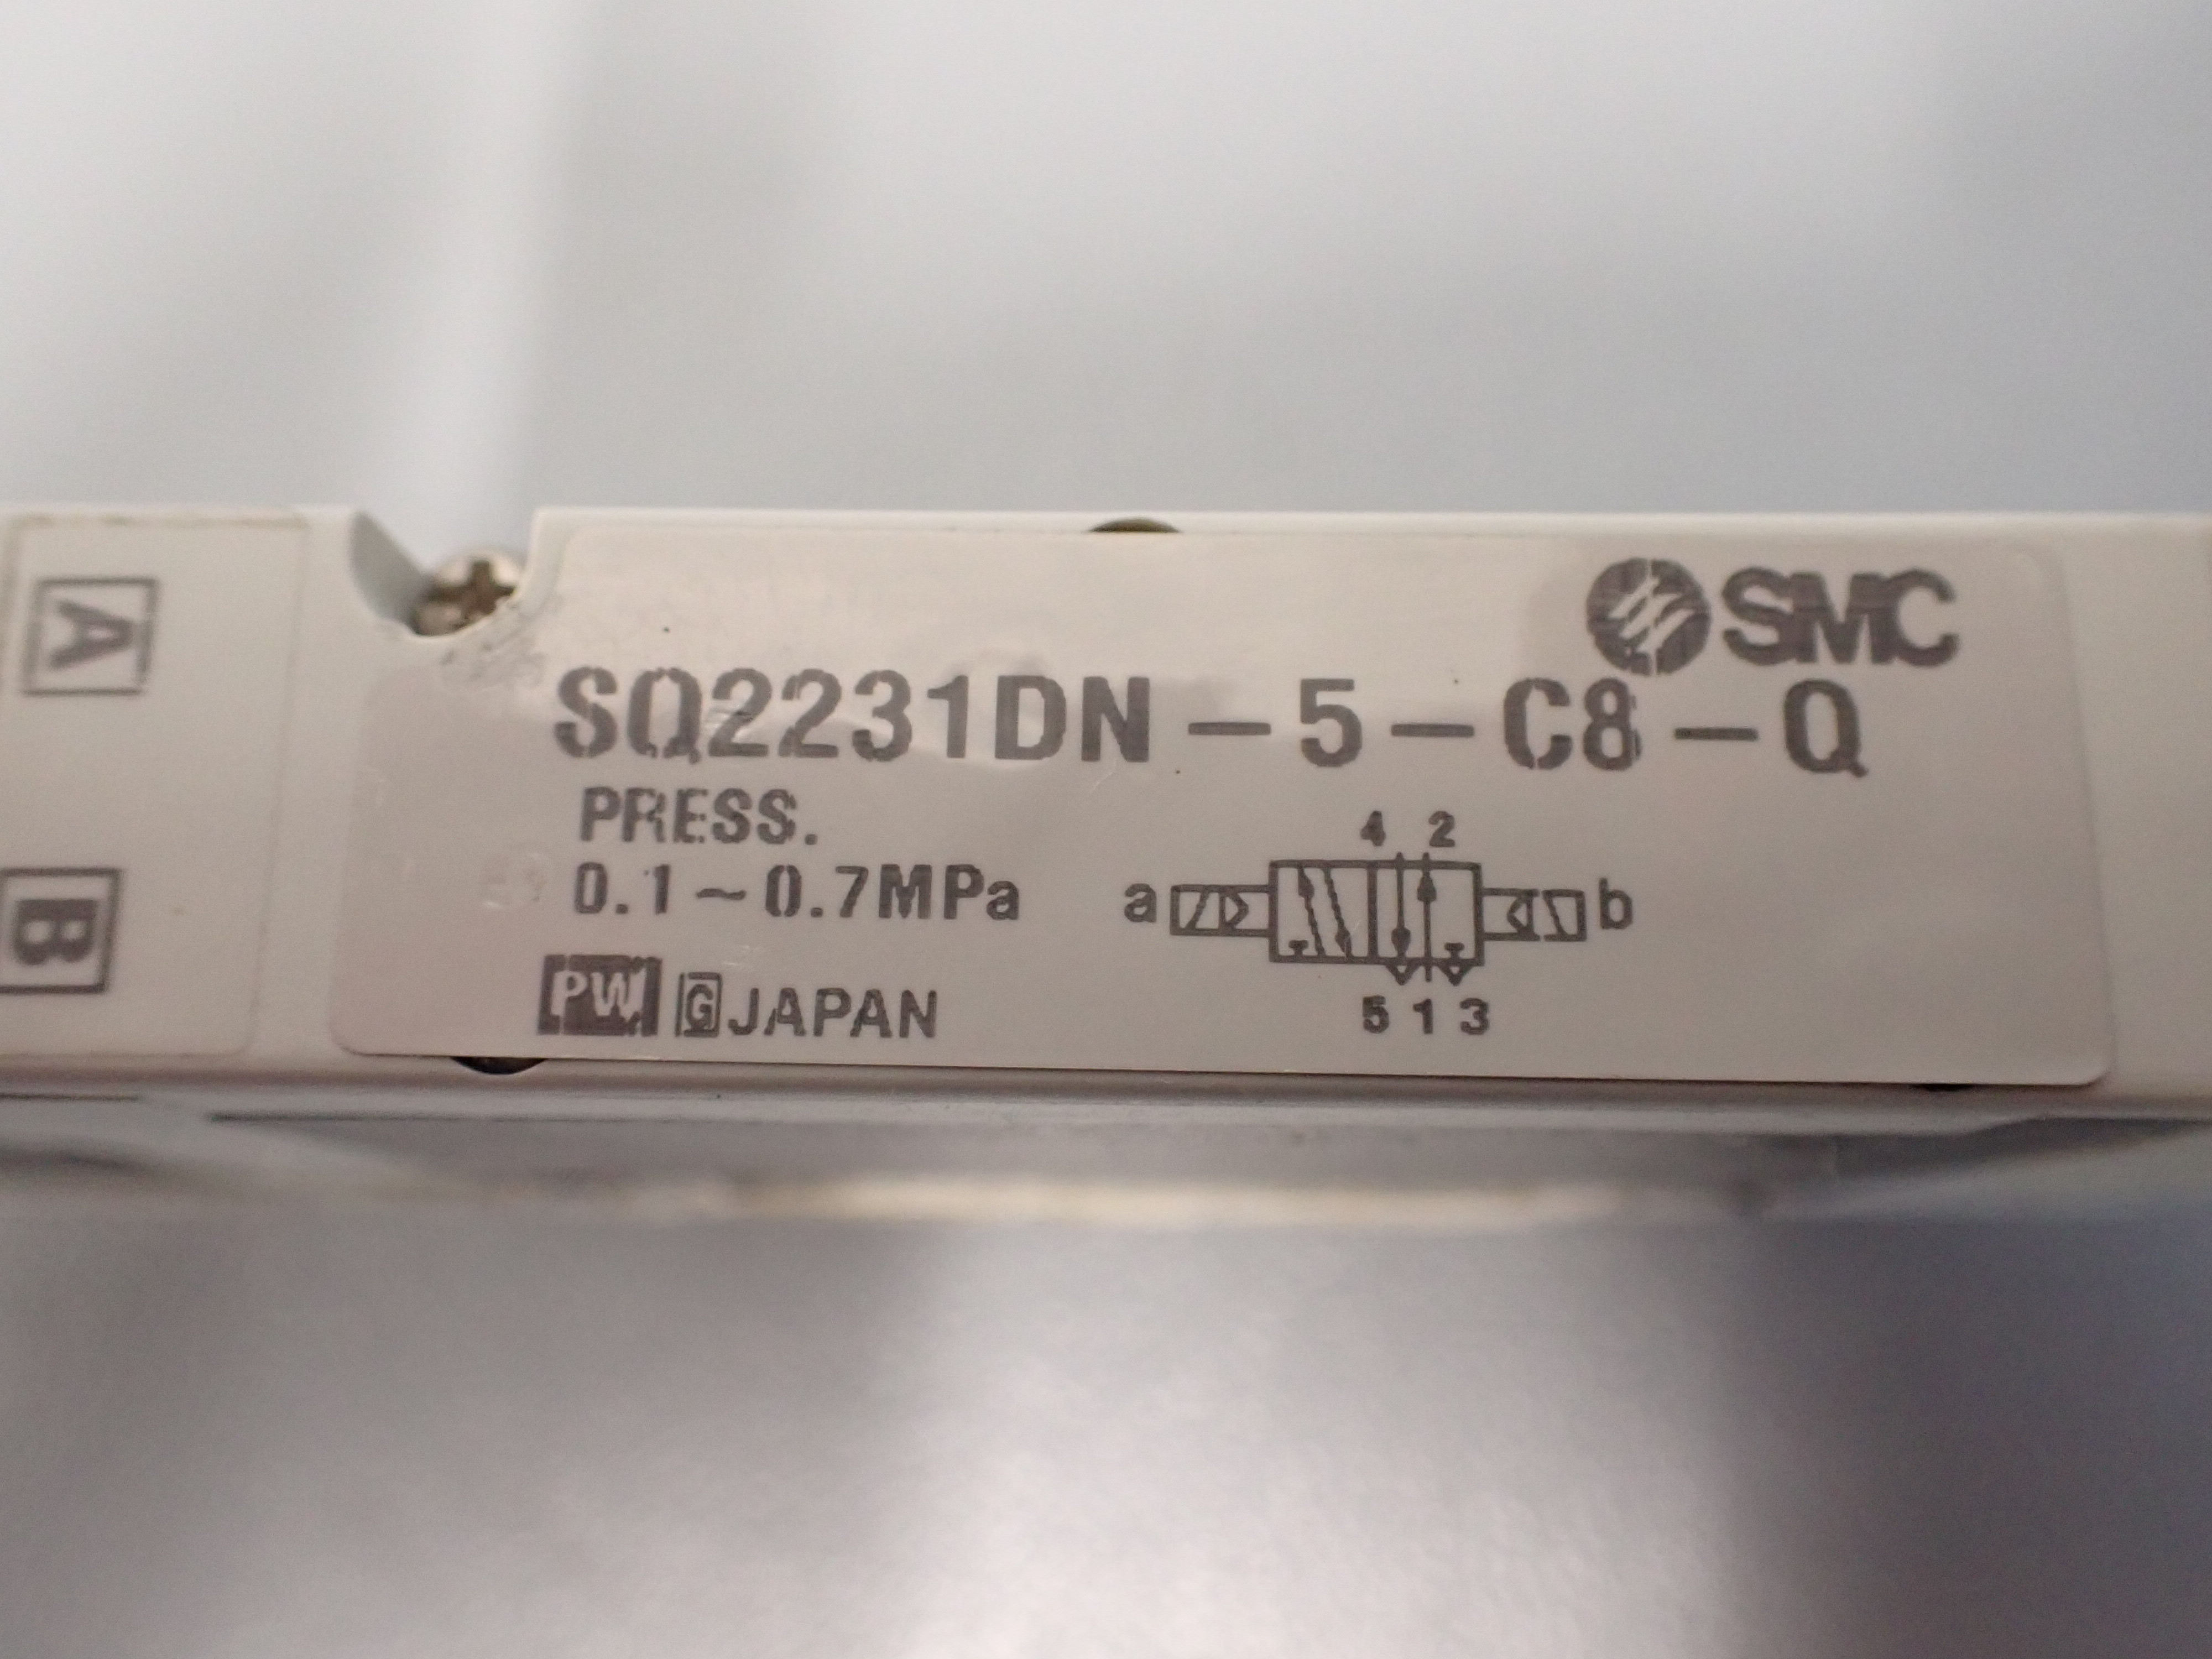 A
B
SMC
SQ2231DN-5-C8-Q
PRESS.
0.1~0.7MPa
4 2
a b
5 1 3
PW G JAPAN